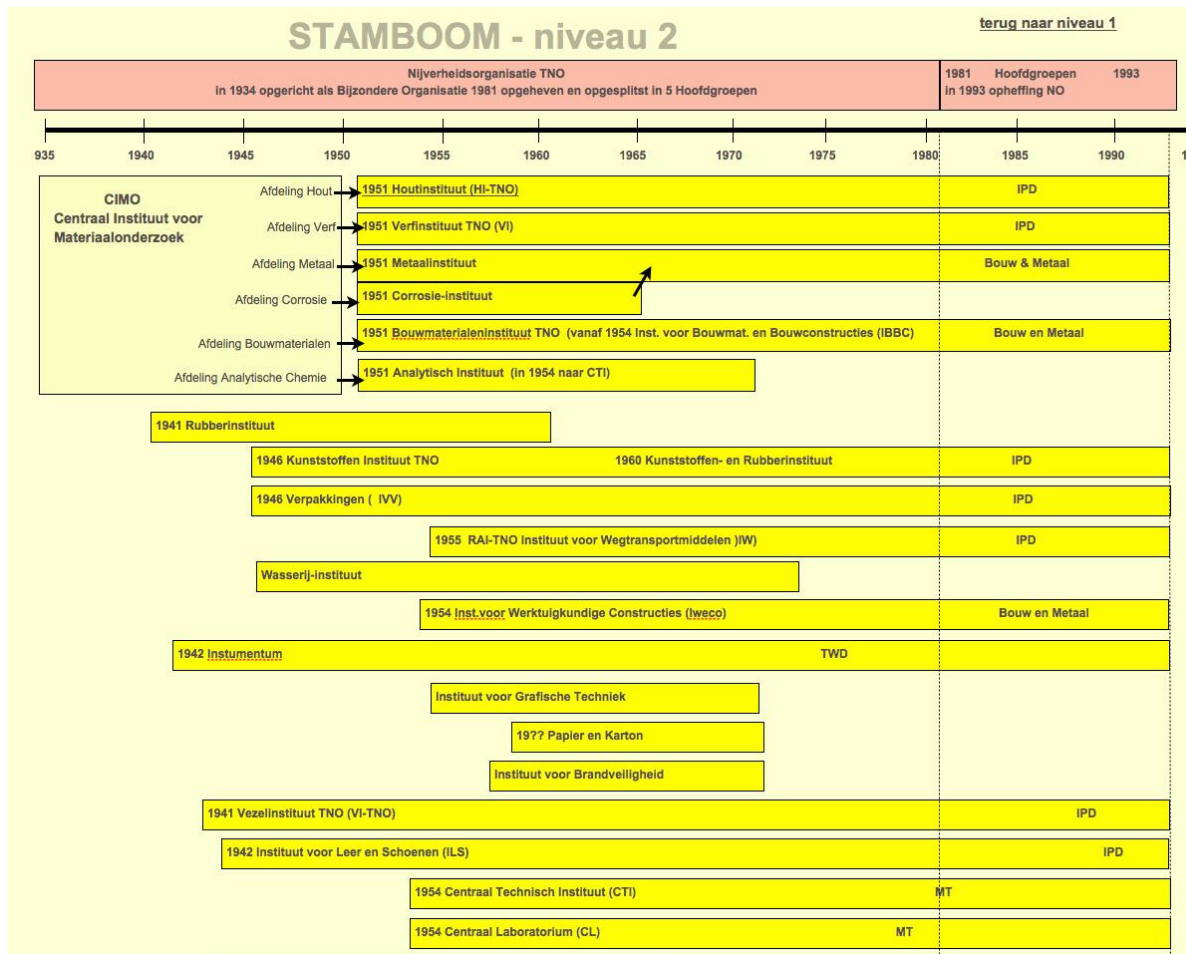 STAMBOOM - niveau 2
terug naar niveau 1
Nijverheidsorganisatie TNO
in 1934 opgericht als Bijzondere Organisatie 1981 opgeheven en opgesplitst in 5 Hoofdgroepen
1981 Hoofdgroepen 1993
in 1993 opheffing NO
935 1940 1945 1950 1955 1960 1965 1970 1975 1980 1985 1990 1
CIMO
Centraal Instituut voor
Materiaalonderzoek
Afdeling Hout 1951 Houtinstituut (HI-TNO) IPD
Afdeling Verf 1951 Verfinstituut TNO (VI) IPD
Afdeling Metaal 1951 Metaalinstituut Bouw & Metaal
Afdeling Corrosie 1951 Corrosie-instituut
Afdeling Bouwmaterialen 1951 Bouwmaterialeninstituut TNO (vanaf 1954 Inst. voor Bouwmat. en Bouwconstructies (IBBC) Bouw en Metaal
Afdeling Analytische Chemie 1951 Analytisch Instituut (in 1954 naar CTI)
1941 Rubberinstituut
1946 Kunststoffen Instituut TNO 1960 Kunststoffen- en Rubberinstituut IPD
1946 Verpakkingen ( IVV) IPD
1955 RAI-TNO Instituut voor Wegtransportmiddelen )IW) IPD
Wasserij-instituut
1954 Inst.voor Werktuigkundige Constructies (Iweco) Bouw en Metaal
1942 Instumentum TWD
Instituut voor Grafische Techniek
19?? Papier en Karton
Instituut voor Brandveiligheid
1941 Vezelinstituut TNO (VI-TNO) IPD
1942 Instituut voor Leer en Schoenen (ILS) IPD
1954 Centraal Technisch Instituut (CTI) MT
1954 Centraal Laboratorium (CL) MT